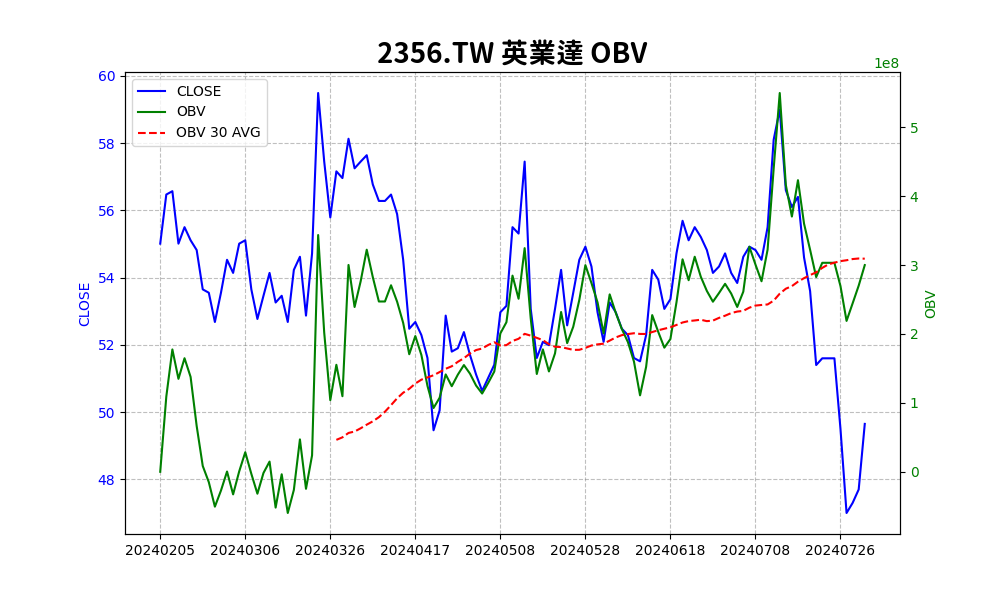 2356.TW 英業達 OBV
1e8
CLOSE
OBV
OBV 30 AVG
60
58
56
54
52
50
48
CLOSE
5
4
3
2
1
0
OBV
20240205 20240306 20240326 20240417 20240508 20240528 20240618 20240708 20240726